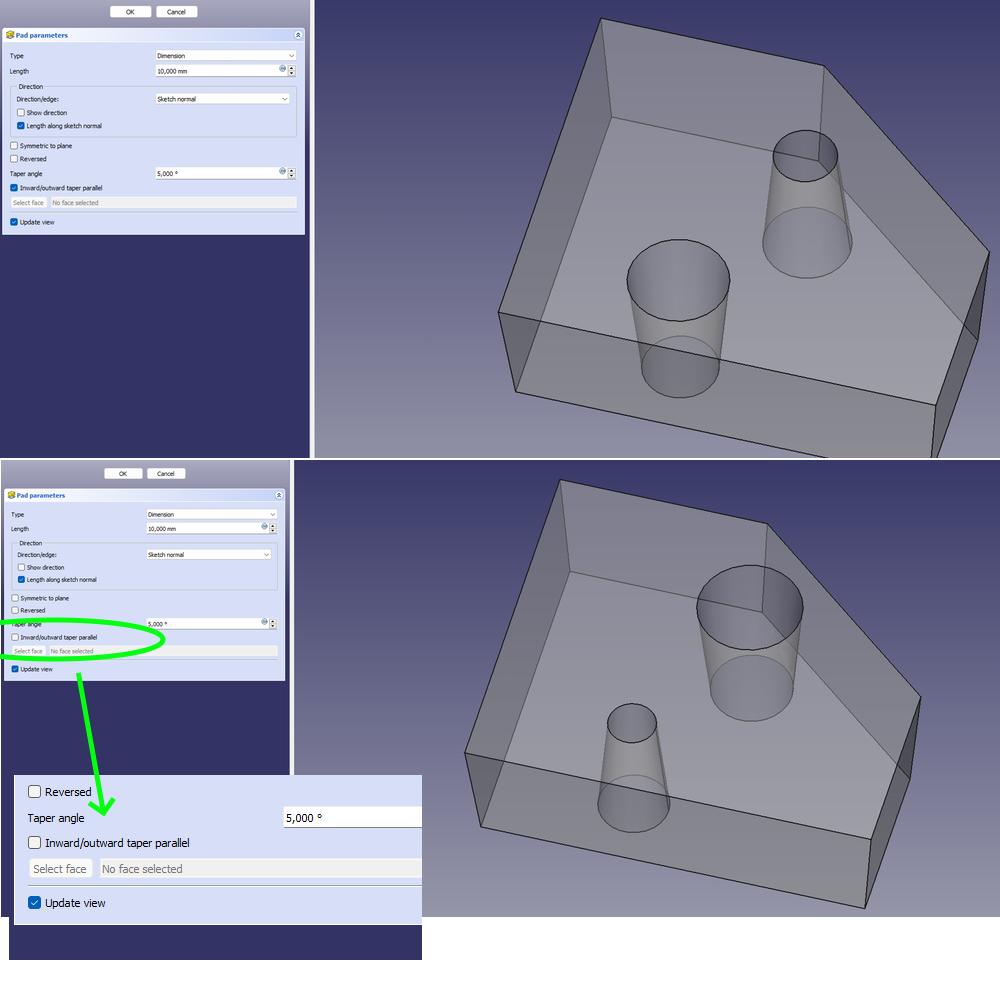 OK Cancel
Pad parameters
Type Dimension
Length 10,000 mm
Direction
Direction/edge: Sketch normal
Show direction
Length along sketch normal
Symmetric to plane
Reversed
Taper angle 5,000 °
Inward/outward taper parallel
Select face No face selected
Update view
OK Cancel
Pad parameters
Type Dimension
Length 10,000 mm
Direction
Direction/edge: Sketch normal
Show direction
Length along sketch normal
Symmetric to plane
Reversed
Taper angle 5,000 °
Inward/outward taper parallel
Select face No face selected
Update view
Reversed
Taper angle 5,000 °
Inward/outward taper parallel
Select face No face selected
Update view